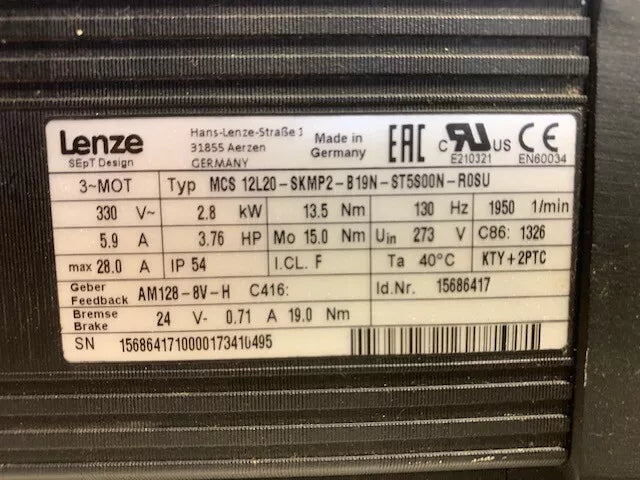 Lenze
SEpT Design
Hans-Lenze-Straße 1
31855 Aerzen
GERMANY
Made in
Germany
EAC
c RU US
E210321
CE
EN60034
3~MOT Typ MCS 12L20-SKMP2-B19N-ST5S00N-R0SU
330 V~ 2.8 kW 13.5 Nm 130 Hz 1950 1/min
5.9 A 3.76 HP Mo 15.0 Nm Uin 273 V C86: 1326
max 28.0 A IP 54 I.CL. F Ta 40°C KTY+2PTC
Geber
Feedback AM128-8V-H C416: Id.Nr. 15686417
Bremse
Brake 24 V- 0.71 A 19.0 Nm
SN 1568641710000173410495